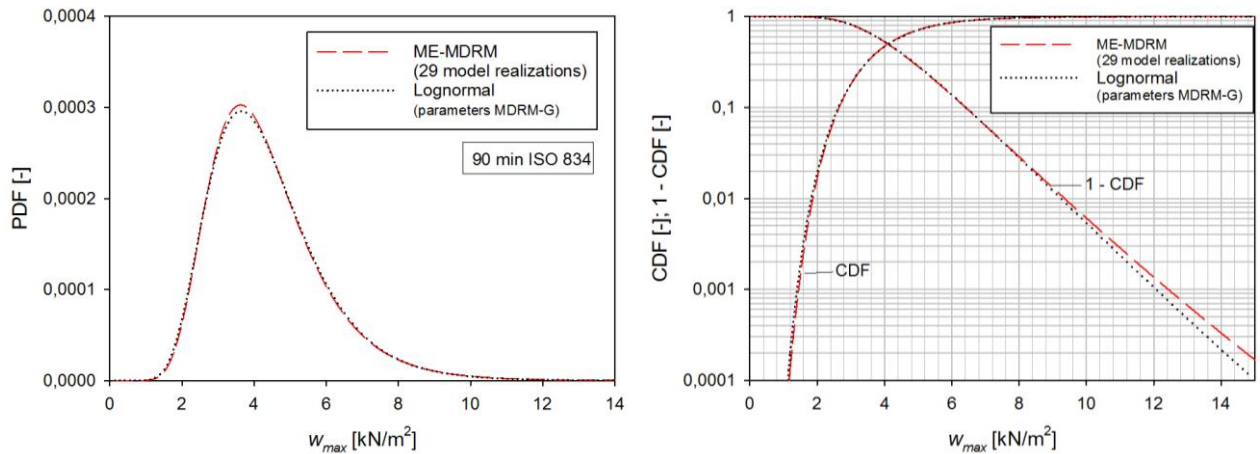 0,0004
0,0003
0,0002
0,0001
0,0000
PDF [-]
ME-MDRM
(29 model realizations)
Lognormal
(parameters MDRM-G)
90 min ISO 834
0 2 4 6 8 10 12 14
w_max [kN/m²]
1
0,1
0,01
0,001
0,0001
CDF [-]; 1 - CDF [-]
ME-MDRM
(29 model realizations)
Lognormal
(parameters MDRM-G)
1 - CDF
CDF
0 2 4 6 8 10 12 14
w_max [kN/m²]